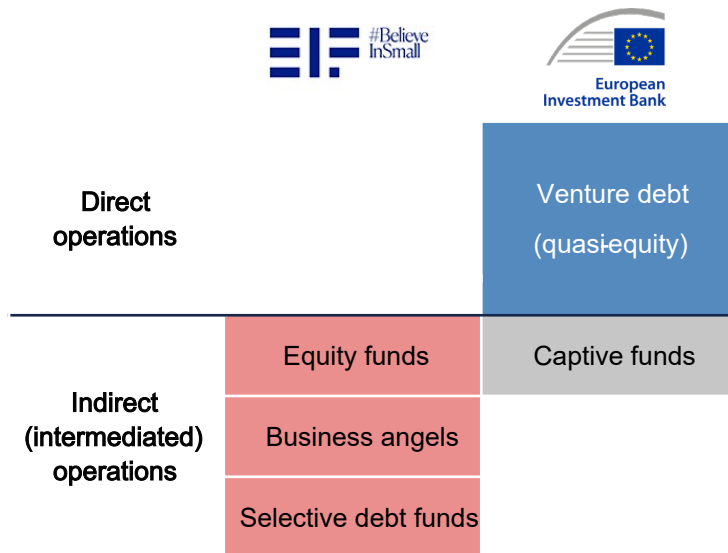 EIF #Believe
InSmall
European
Investment Bank
Direct
operations
Venture debt
(quasi-equity)
Indirect
(intermediated)
operations
Equity funds
Captive funds
Business angels
Selective debt funds